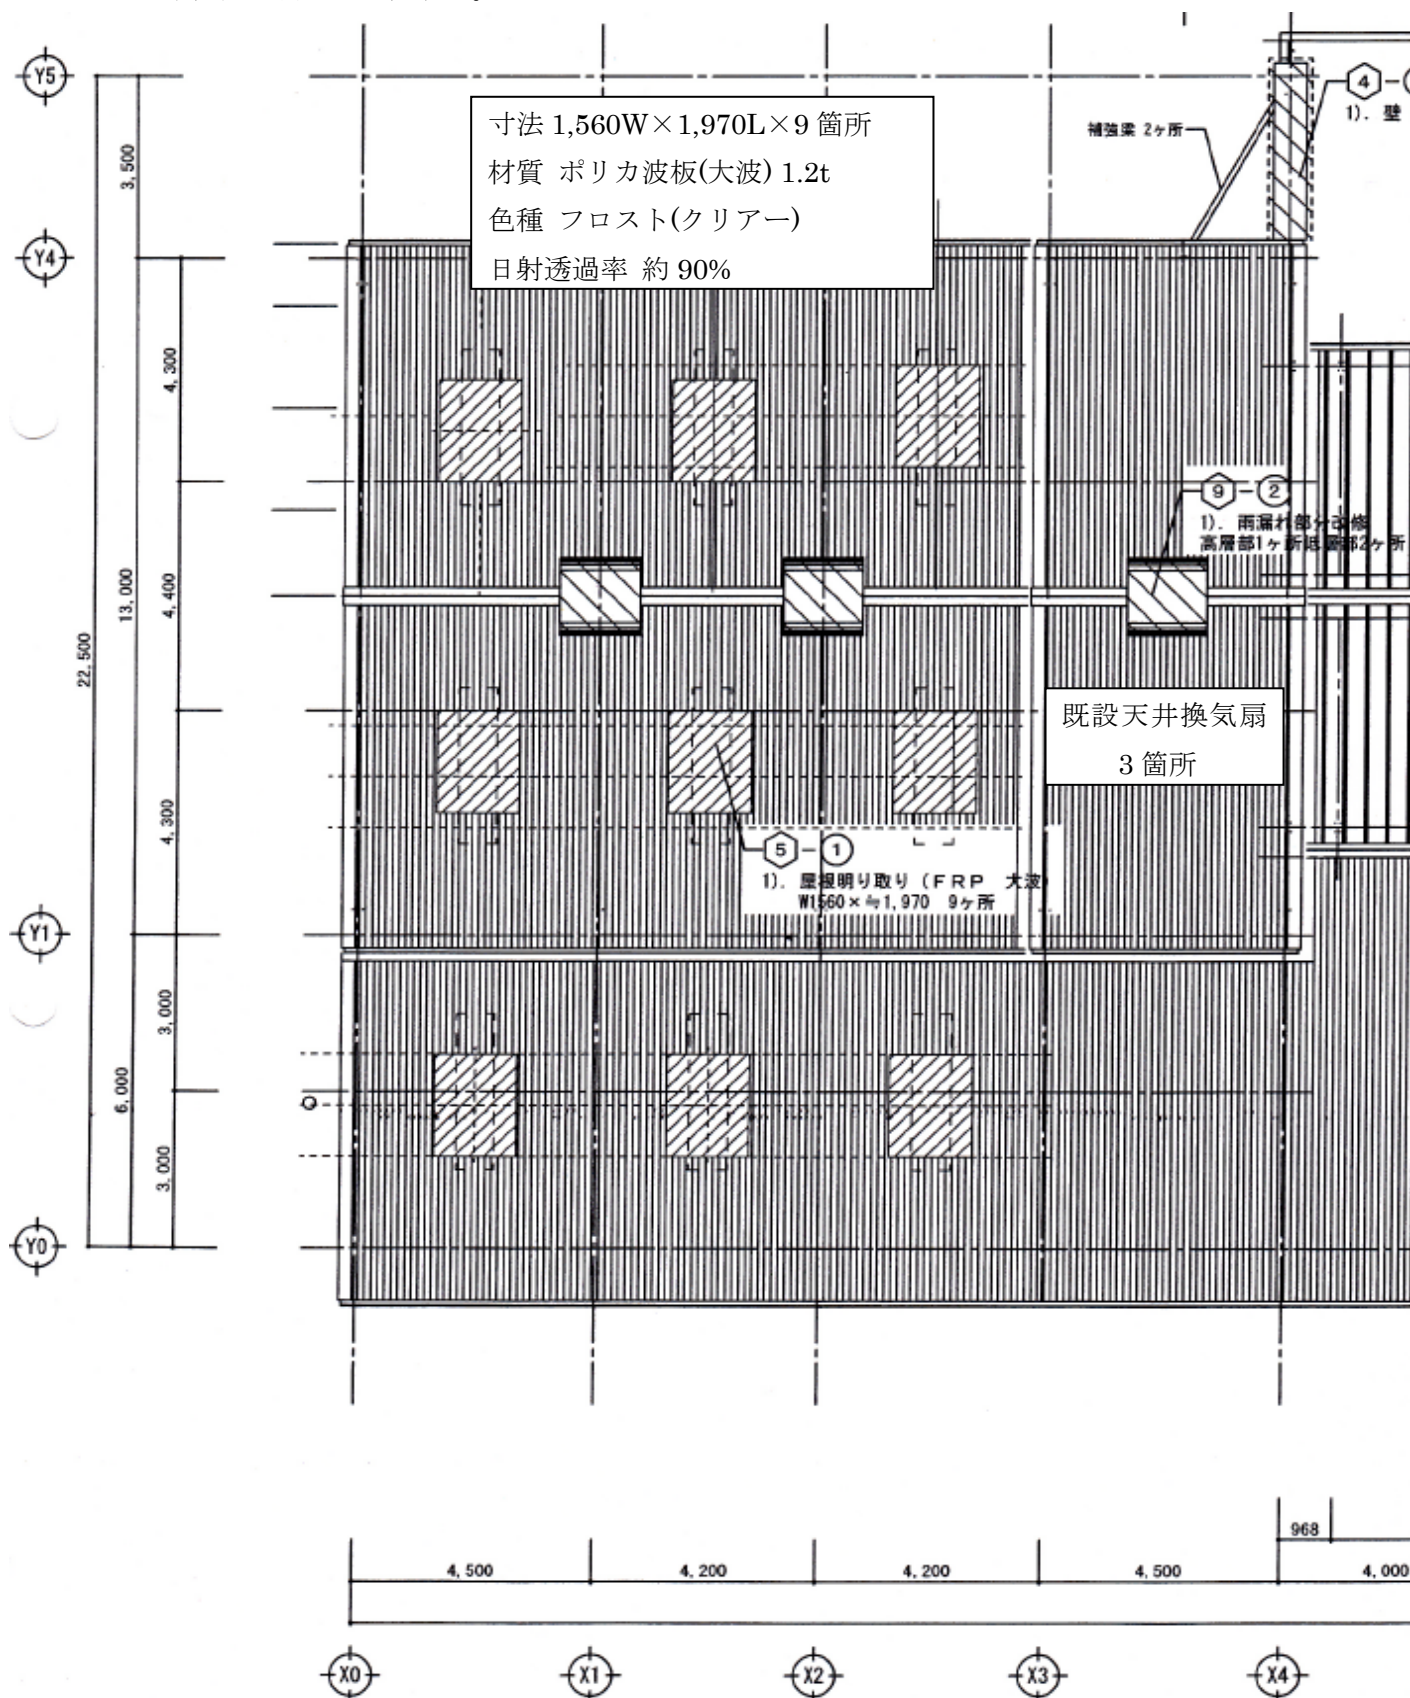 Y5
3,500
寸法 1,560W×1,970L×9 箇所
材質 ポリカ波板(大波) 1.2t
色種 フロスト(クリアー)
日射透過率 約 90%
補強梁 2ヶ所
4
1). 壁
Y4
4,300
9 - 2
1). 雨漏れ部分改修
高層部1ヶ所低層部2ヶ所
13,000
4,400
22,500
既設天井換気扇
3 箇所
4,300
5 - 1
1). 屋根明り取り (FRP 大波)
W1560×≒1,970 9ヶ所
Y1
3,000
6,000
3,000
Y0
968
4,500
4,200
4,200
4,500
4,000
X0
X1
X2
X3
X4